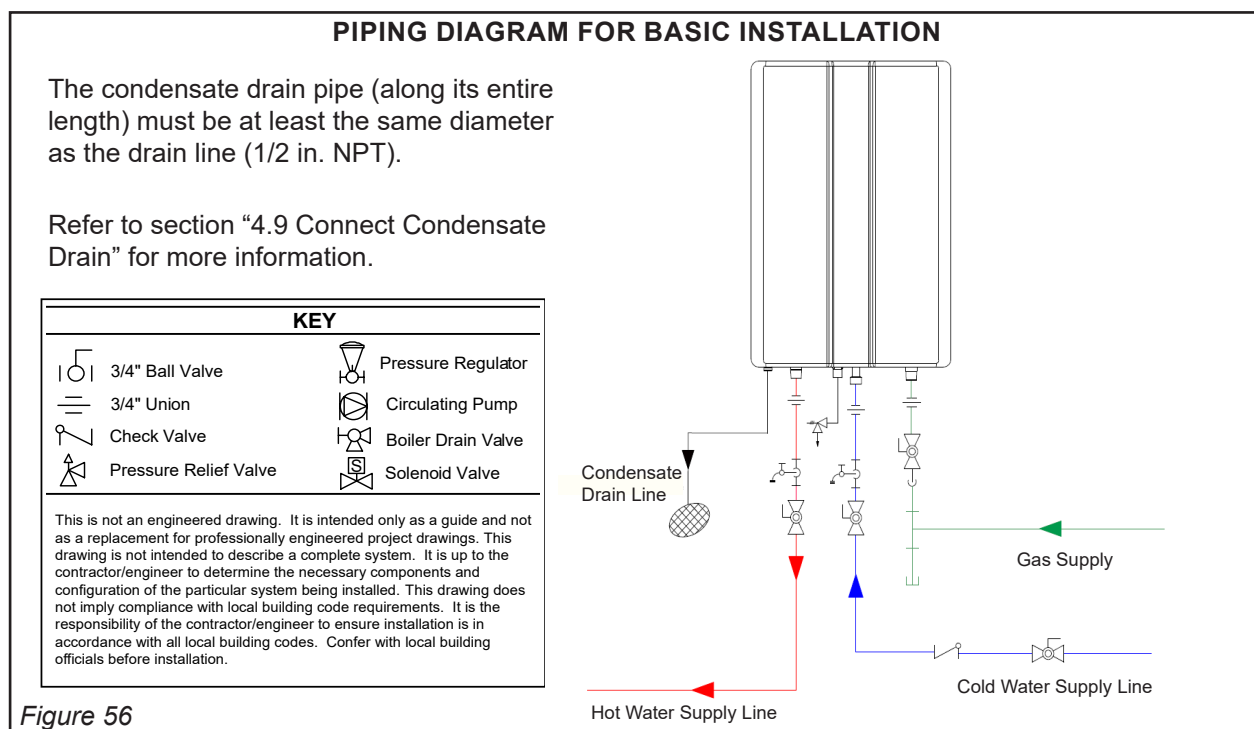 PIPING DIAGRAM FOR BASIC INSTALLATION
The condensate drain pipe (along its entire
length) must be at least the same diameter
as the drain line (1/2 in. NPT).
Refer to section “4.9 Connect Condensate
Drain” for more information.
KEY
3/4" Ball Valve
3/4" Union
Check Valve
Pressure Relief Valve
Pressure Regulator
Circulating Pump
Boiler Drain Valve
S
Solenoid Valve
This is not an engineered drawing.  It is intended only as a guide and not
as a replacement for professionally engineered project drawings. This
drawing is not intended to describe a complete system.  It is up to the
contractor/engineer to determine the necessary components and
configuration of the particular system being installed. This drawing does
not imply compliance with local building code requirements.  It is the
responsibility of the contractor/engineer to ensure installation is in
accordance with all local building codes.  Confer with local building
officials before installation.
Condensate
Drain Line
Gas Supply
Cold Water Supply Line
Hot Water Supply Line
Figure 56